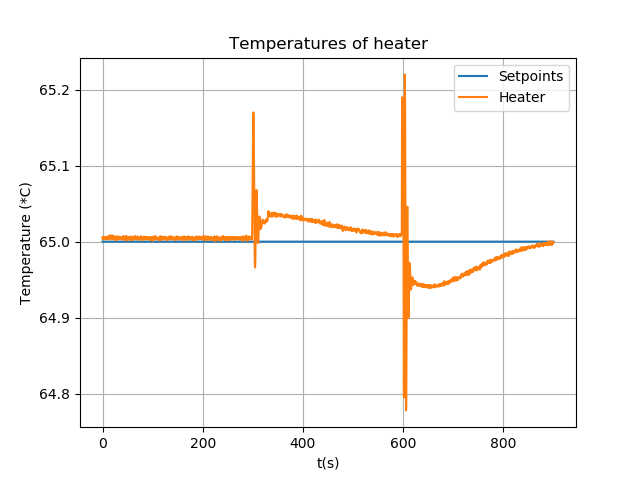 Temperatures of heater
Setpoints
Heater
65.2
65.1
65.0
64.9
64.8
Temperature (*C)
0 200 400 600 800
t(s)